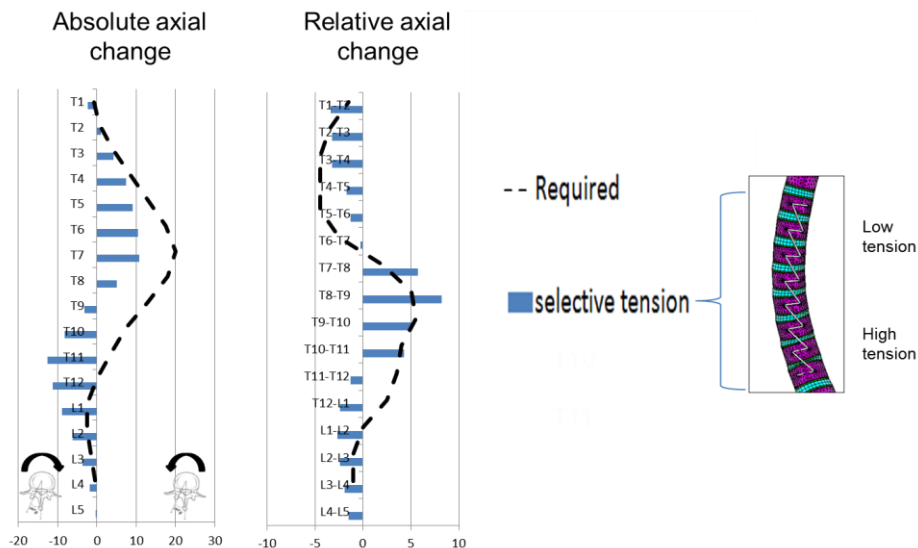 Absolute axial
change
T1
T2
T3
T4
T5
T6
T7
T8
T9
T10
T11
T12
L1
L2
L3
L4
L5
-20 -10 0 10 20 30
Relative axial
change
T1-T2
T2-T3
T3-T4
T4-T5
T5-T6
T6-T7
T7-T8
T8-T9
T9-T10
T10-T11
T11-T12
T12-L1
L1-L2
L2-L3
L3-L4
L4-L5
-10 -5 0 5 10
-- Required
selective tension
Low
tension
High
tension